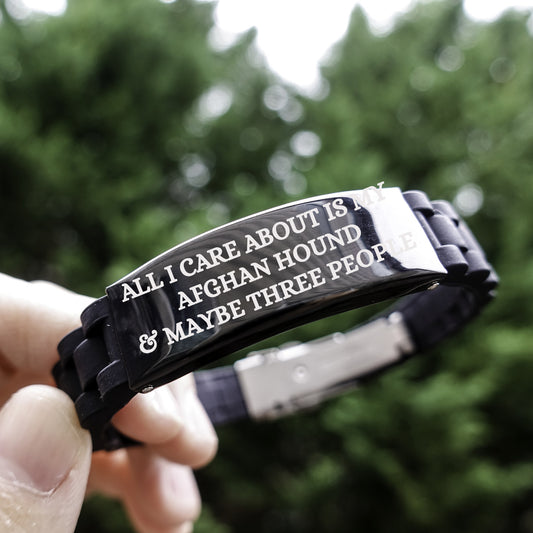 ALL I CARE ABOUT IS MY
AFGHAN HOUND
& MAYBE THREE PEOPLE